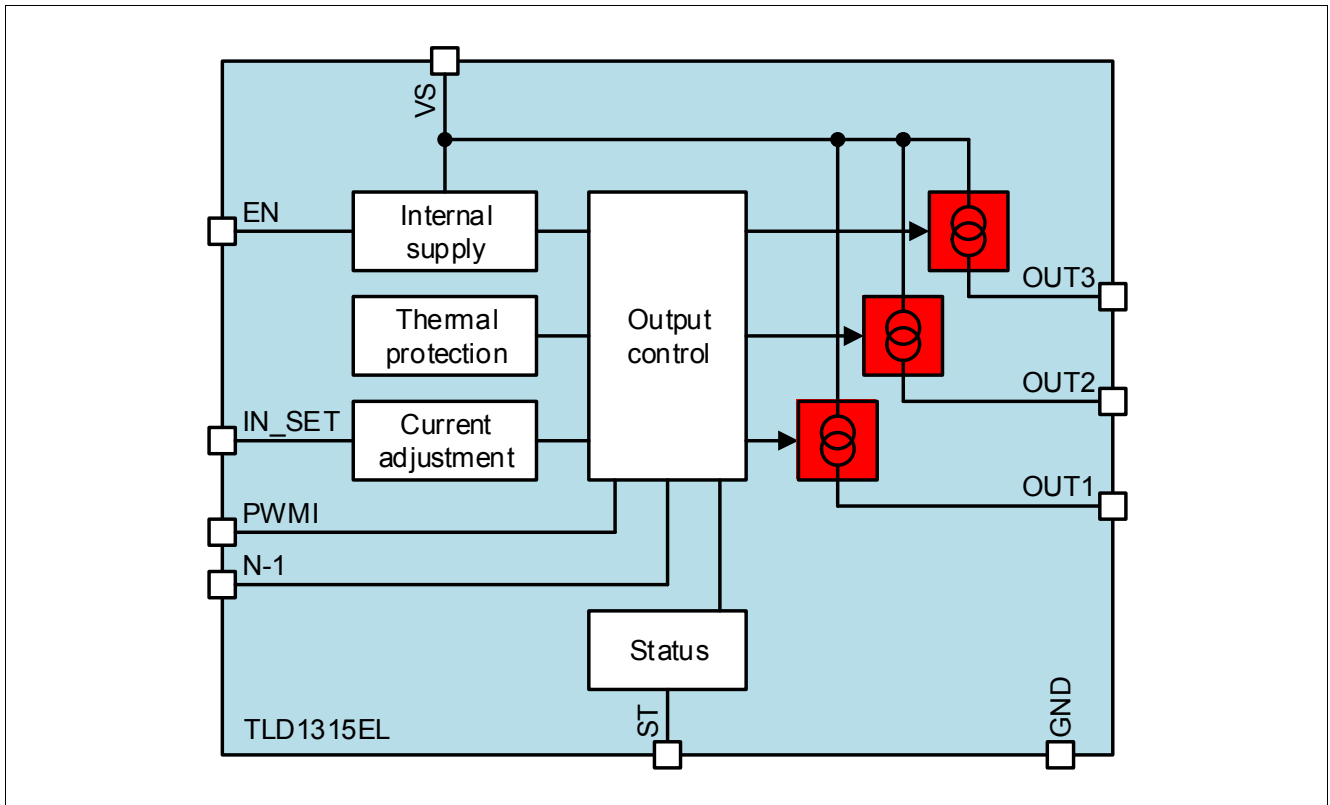 VS
EN
Internal
supply
Thermal
protection
Output
control
OUT3
OUT2
IN_SET
Current
adjustment
OUT1
PWMI
N-1
Status
TLD1315EL
ST
GND